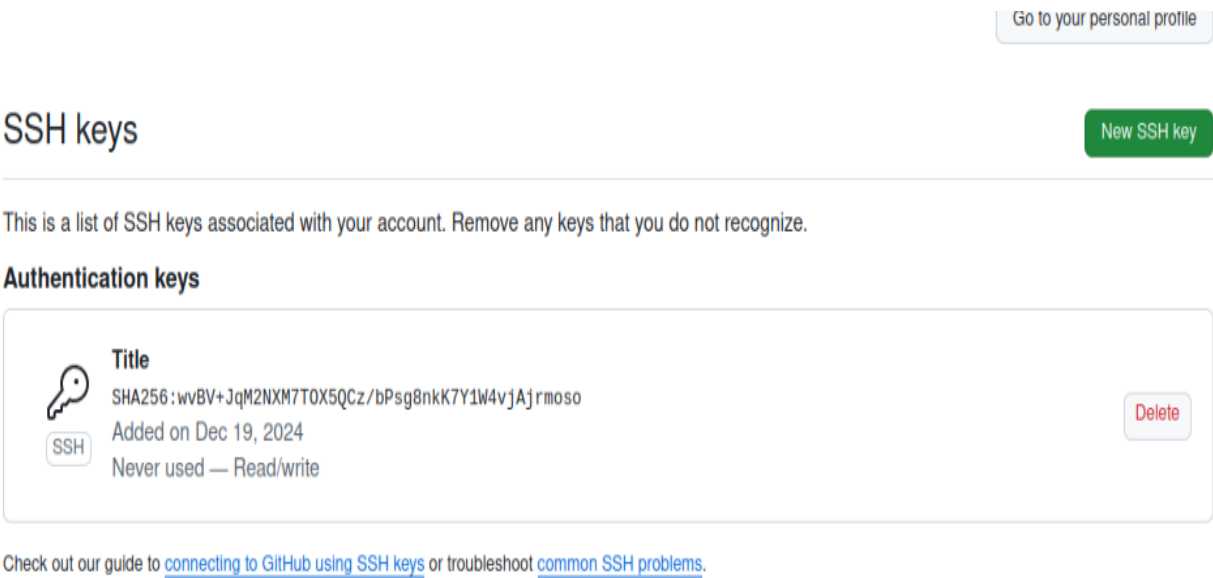 Go to your personal profile
SSH keys
New SSH key
This is a list of SSH keys associated with your account. Remove any keys that you do not recognize.
Authentication keys
Title
SHA256:wvBV+JqM2NXM7TOX5QCz/bPsg8nkK7Y1W4vjAjrmoso
Added on Dec 19, 2024
Never used — Read/write
SSH
Delete
Check out our guide to connecting to GitHub using SSH keys or troubleshoot common SSH problems.